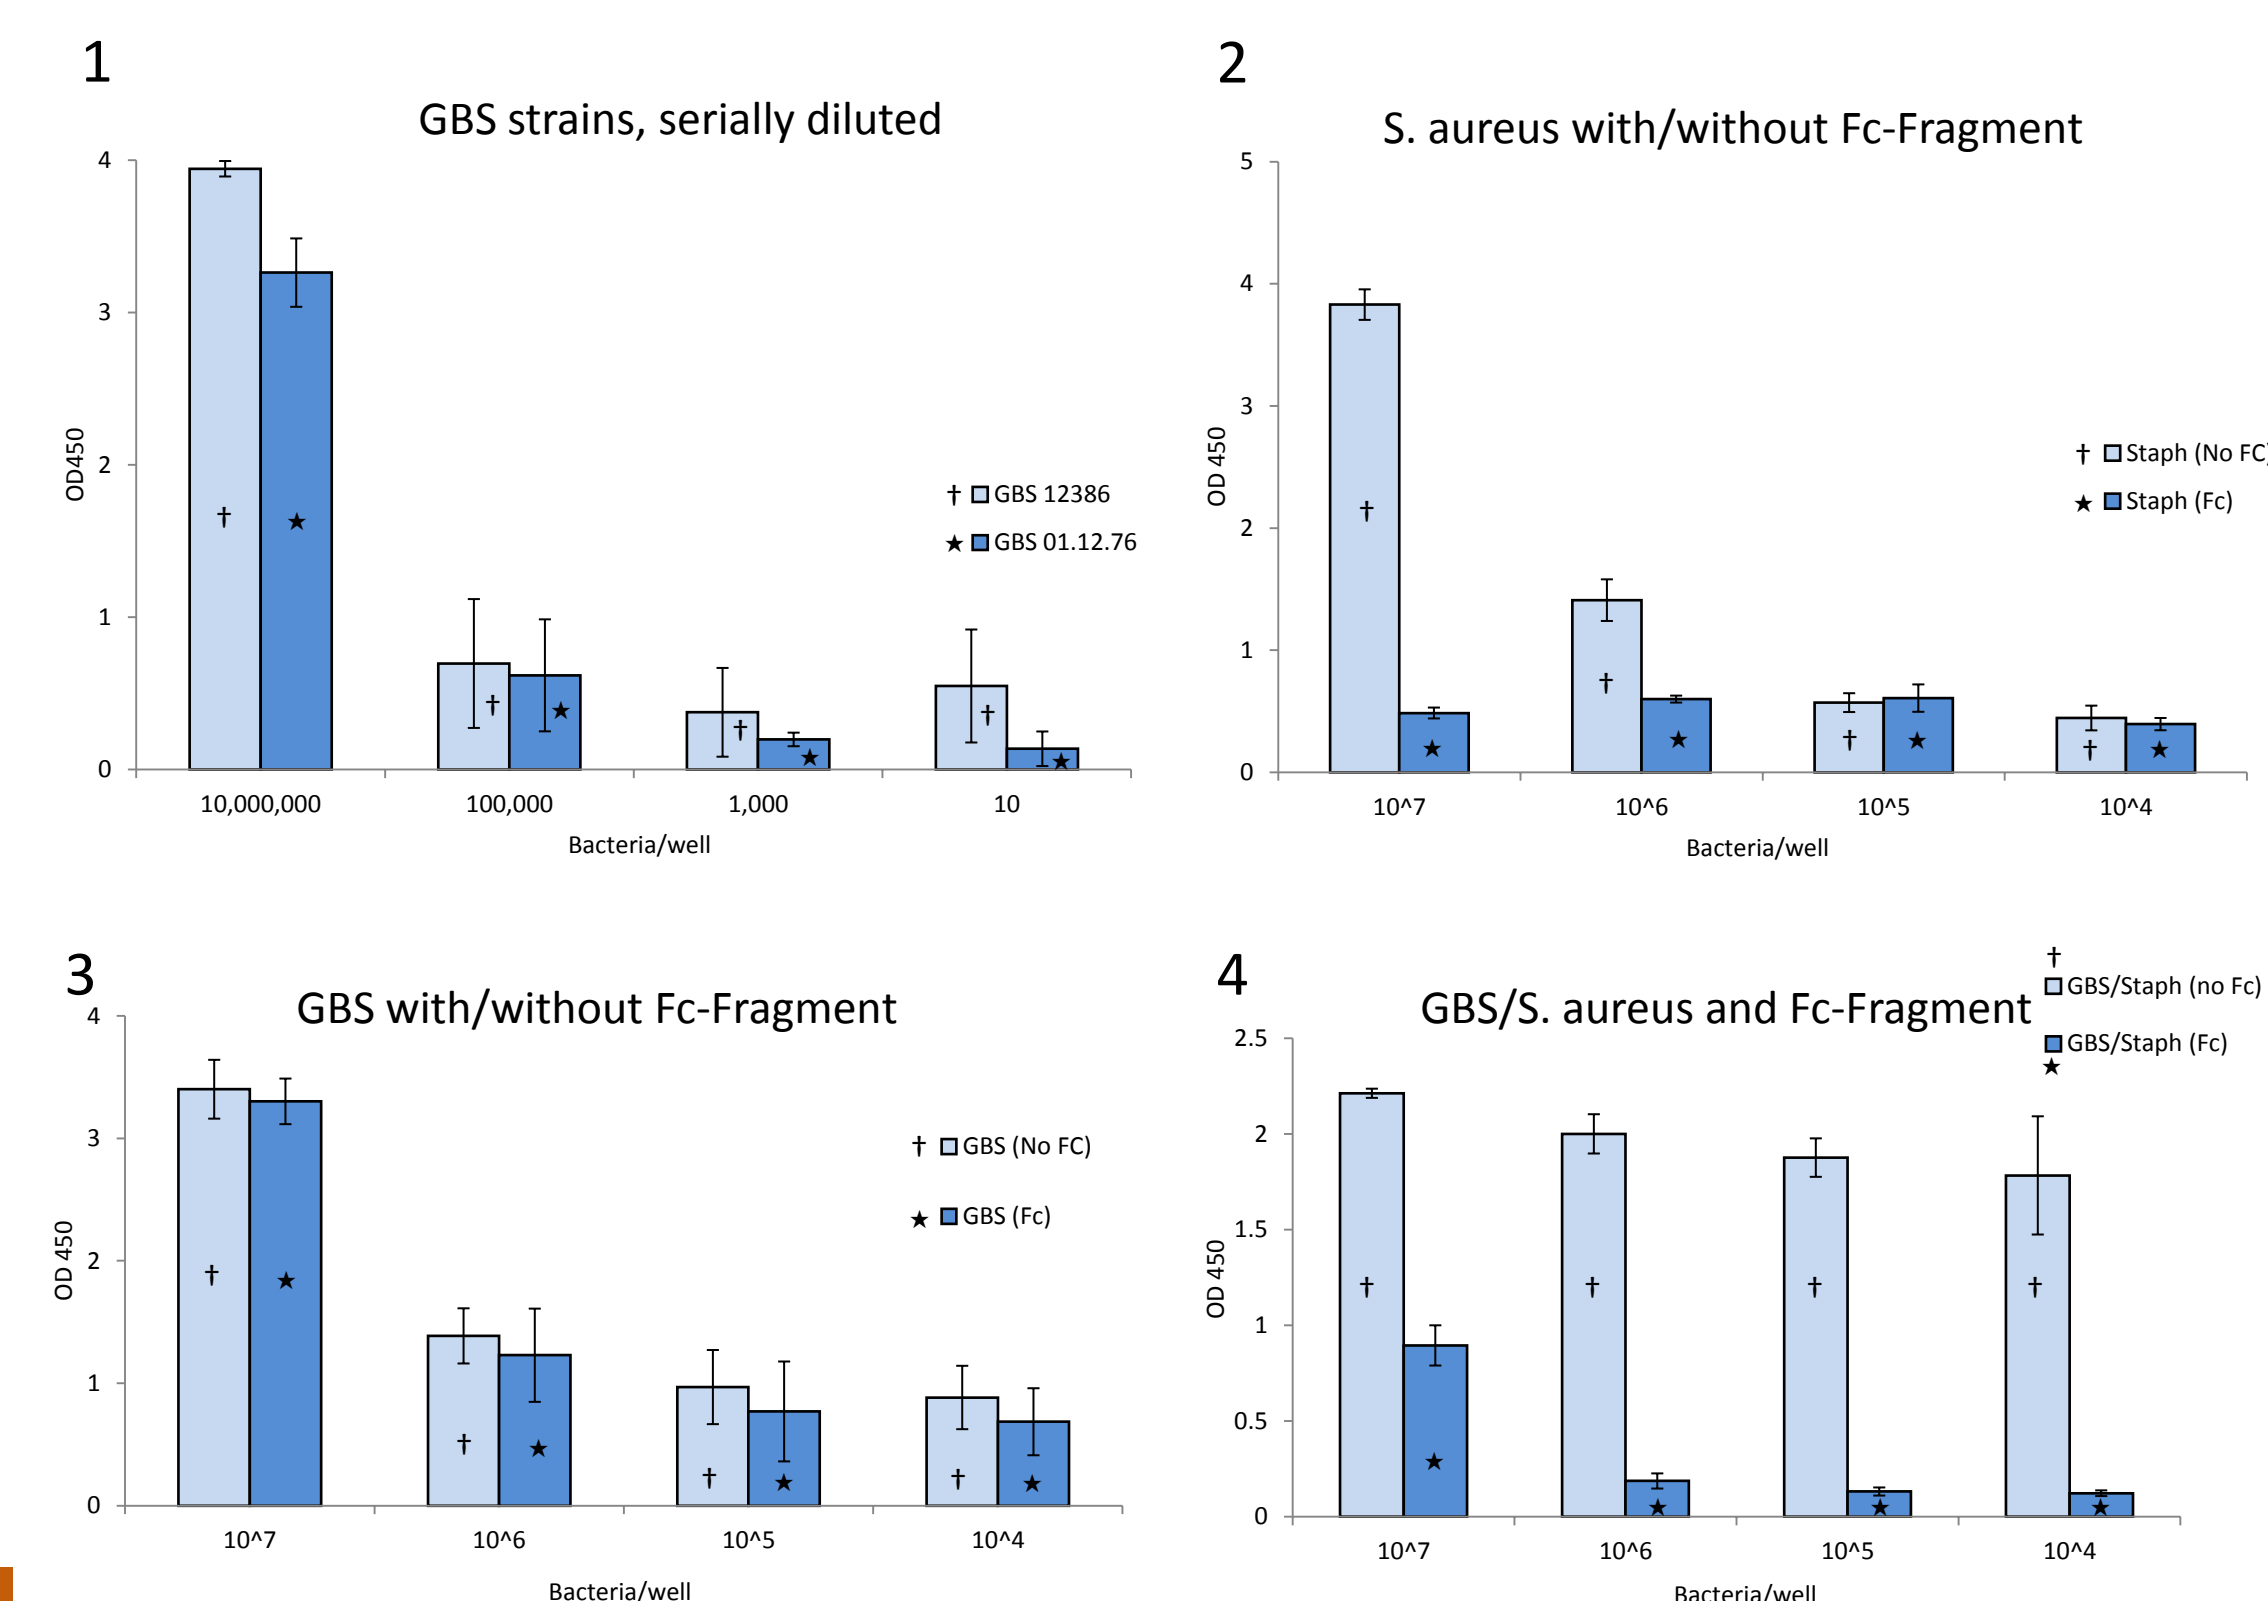 1
GBS strains, serially diluted
4
3
2
1
0
OD450
† GBS 12386
★ GBS 01.12.76
10,000,000 100,000 1,000 10
Bacteria/well
2
S. aureus with/without Fc-Fragment
5
4
3
2
1
0
OD 450
† Staph (No FC)
★ Staph (Fc)
10^7 10^6 10^5 10^4
Bacteria/well
3
GBS with/without Fc-Fragment
4
3
2
1
0
OD 450
† GBS (No FC)
★ GBS (Fc)
10^7 10^6 10^5 10^4
Bacteria/well
4
GBS/S. aureus and Fc-Fragment
†
GBS/Staph (no Fc)
GBS/Staph (Fc)
★
2.5
2
1.5
1
0.5
0
OD 450
10^7 10^6 10^5 10^4
Bacteria/well